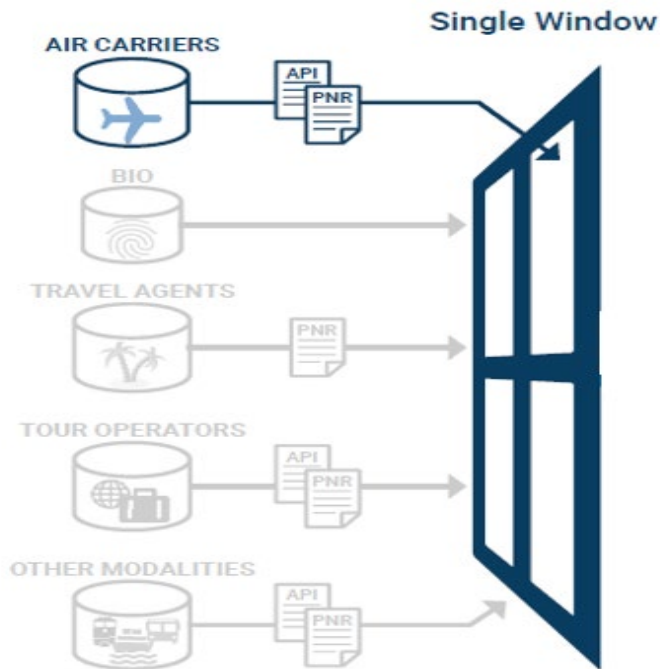 Single Window
AIR CARRIERS
API
PNR
BIO
TRAVEL AGENTS
PNR
TOUR OPERATORS
API
PNR
OTHER MODALITIES
API
PNR